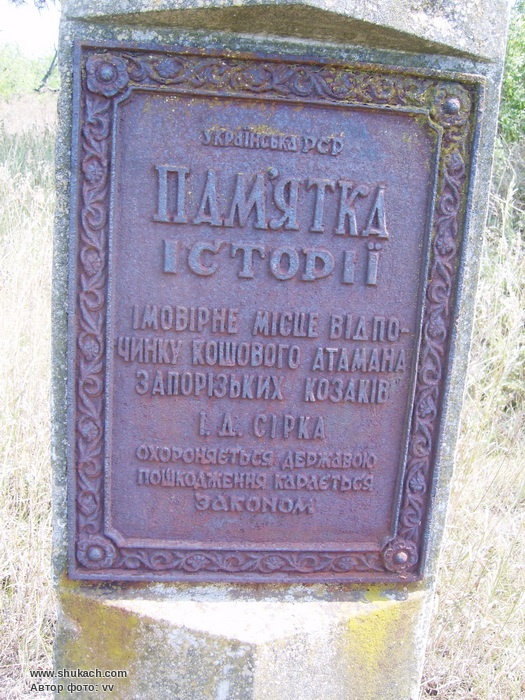 УКРАЇНСЬКА РСР
ПАМ'ЯТКА
ІСТОРІЇ
ІМОВІРНЕ МІСЦЕ ВІДПО-
ЧИНКУ КОШОВОГО АТАМАНА
ЗАПОРІЗЬКИХ КОЗАКІВ
І. Д. СІРКА
ОХОРОНЯЄТЬСЯ ДЕРЖАВОЮ
ПОШКОДЖЕННЯ КАРАЄТЬСЯ
ЗАКОНОМ
www.shukach.com
Автор фото: vv